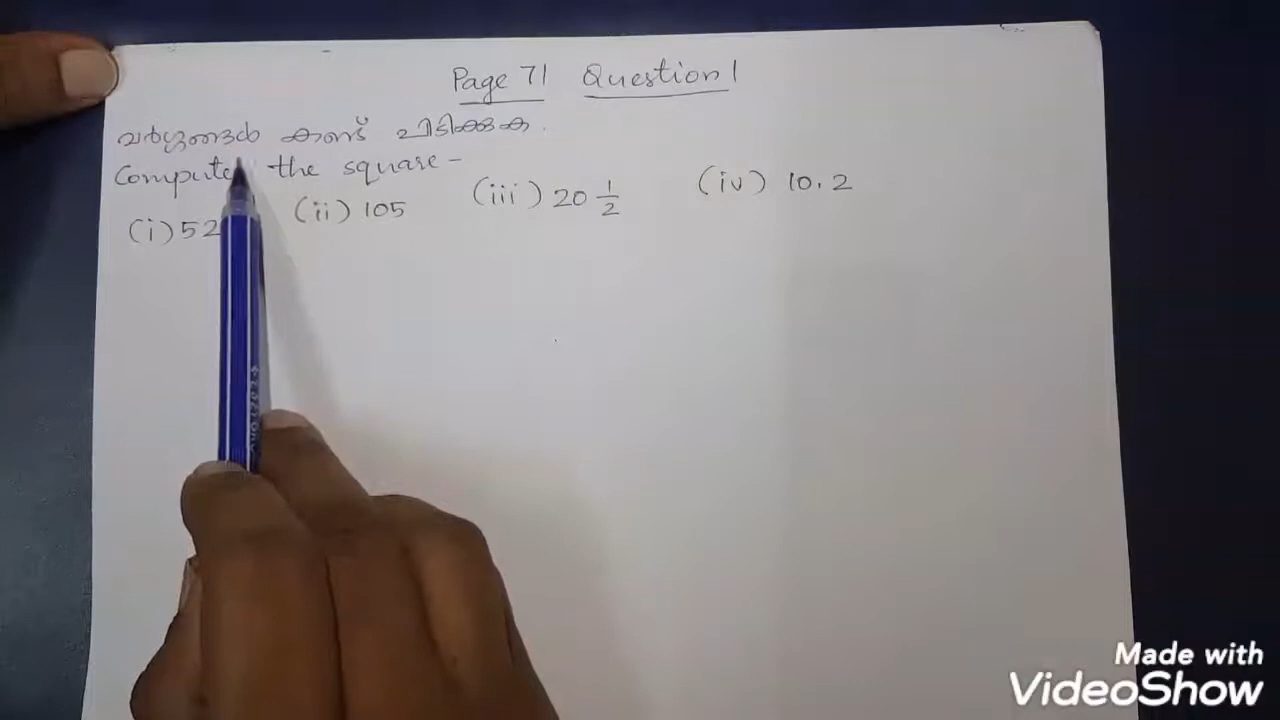 Page 71 Question 1
വർഗ്ഗങ്ങൾ കണ്ട് പിടിക്കുക.
Compute the square -
(i) 52 (ii) 105 (iii) 20 1/2 (iv) 10.2
Made with
VideoShow